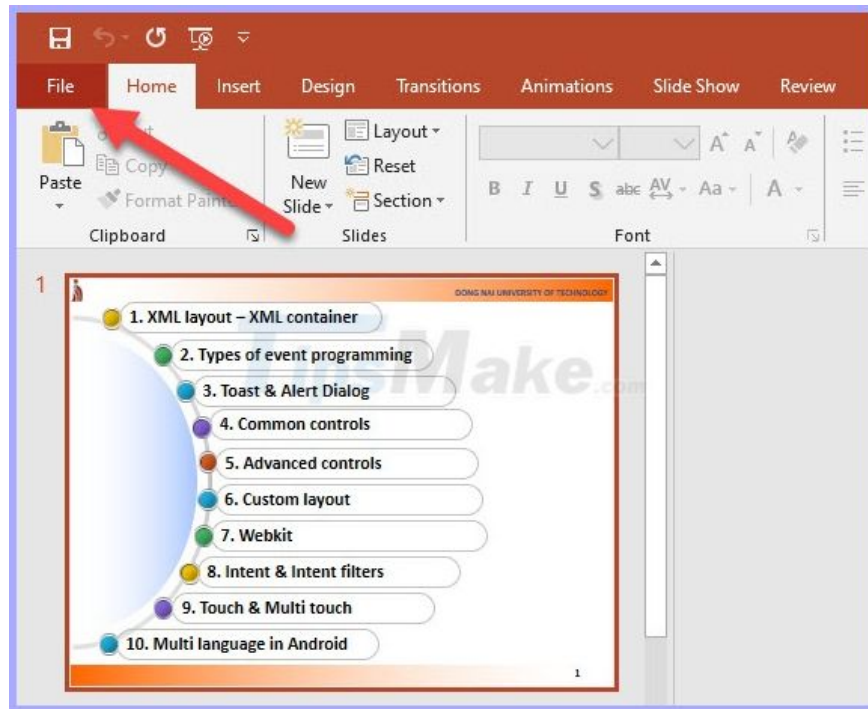 File Home Insert Design Transitions Animations Slide Show Review
Paste
Copy
Format Painter
Clipboard
New
Slide
Layout
Reset
Section
Slides
B I U S abc AV Aa A
Font
1
DONG NAI UNIVERSITY OF TECHNOLOGY
1. XML layout – XML container
2. Types of event programming
3. Toast & Alert Dialog
4. Common controls
5. Advanced controls
6. Custom layout
7. Webkit
8. Intent & Intent filters
9. Touch & Multi touch
10. Multi language in Android
1
TipsMake.com